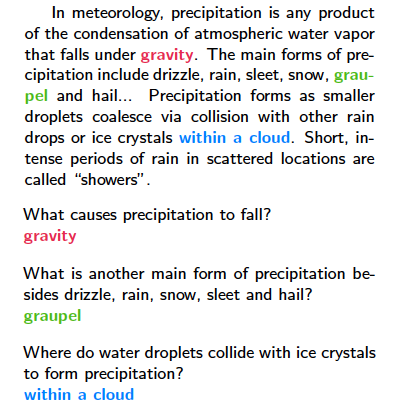 In meteorology, precipitation is any product
of the condensation of atmospheric water vapor
that falls under gravity. The main forms of pre-
cipitation include drizzle, rain, sleet, snow, grau-
pel and hail... Precipitation forms as smaller
droplets coalesce via collision with other rain
drops or ice crystals within a cloud. Short, in-
tense periods of rain in scattered locations are
called “showers”.
What causes precipitation to fall?
gravity
What is another main form of precipitation be-
sides drizzle, rain, snow, sleet and hail?
graupel
Where do water droplets collide with ice crystals
to form precipitation?
within a cloud